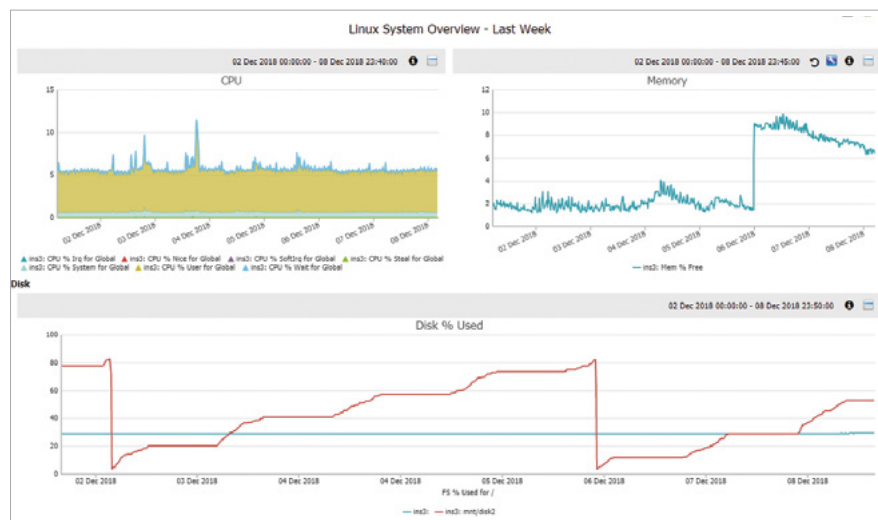 Linux System Overview - Last Week
02 Dec 2018 00:00:00 - 08 Dec 2018 23:40:00
CPU
15
10
5
0
02 Dec 2018 03 Dec 2018 04 Dec 2018 05 Dec 2018 06 Dec 2018 07 Dec 2018 08 Dec 2018
ins3: CPU % Irq for Global ins3: CPU % Nice for Global ins3: CPU % SoftIrq for Global ins3: CPU % Steal for Global
ins3: CPU % System for Global ins3: CPU % User for Global ins3: CPU % Wait for Global
02 Dec 2018 00:00:00 - 08 Dec 2018 23:45:00
Memory
12
10
8
6
4
2
0
02 Dec 2018 03 Dec 2018 04 Dec 2018 05 Dec 2018 06 Dec 2018 07 Dec 2018 08 Dec 2018
ins3: Mem % Free
Disk
02 Dec 2018 00:00:00 - 08 Dec 2018 23:50:00
Disk % Used
100
80
60
40
20
0
02 Dec 2018 03 Dec 2018 04 Dec 2018 04 Dec 2018 05 Dec 2018 06 Dec 2018 07 Dec 2018 08 Dec 2018
FS % Used for /
ins3: ins3: mnt/disk2